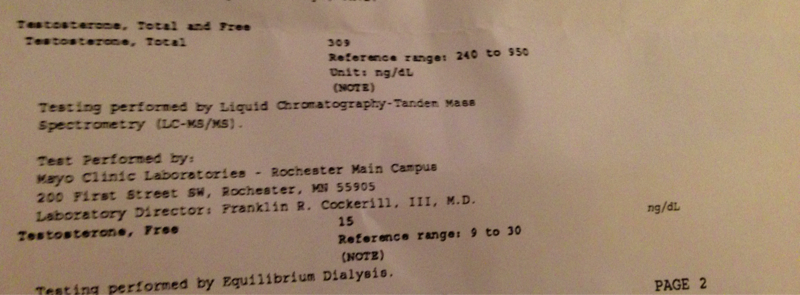 Testosterone, Total and Free
Testosterone, Total 309
Reference range: 240 to 950
Unit: ng/dL
(NOTE)
Testing performed by Liquid Chromatography-Tandem Mass
Spectrometry (LC-MS/MS).
Test Performed by:
Mayo Clinic Laboratories - Rochester Main Campus
200 First Street SW, Rochester, MN 55905
Laboratory Director: Franklin R. Cockerill, III, M.D.
Testosterone, Free 15 ng/dL
Reference range: 9 to 30
(NOTE)
Testing performed by Equilibrium Dialysis.
PAGE 2